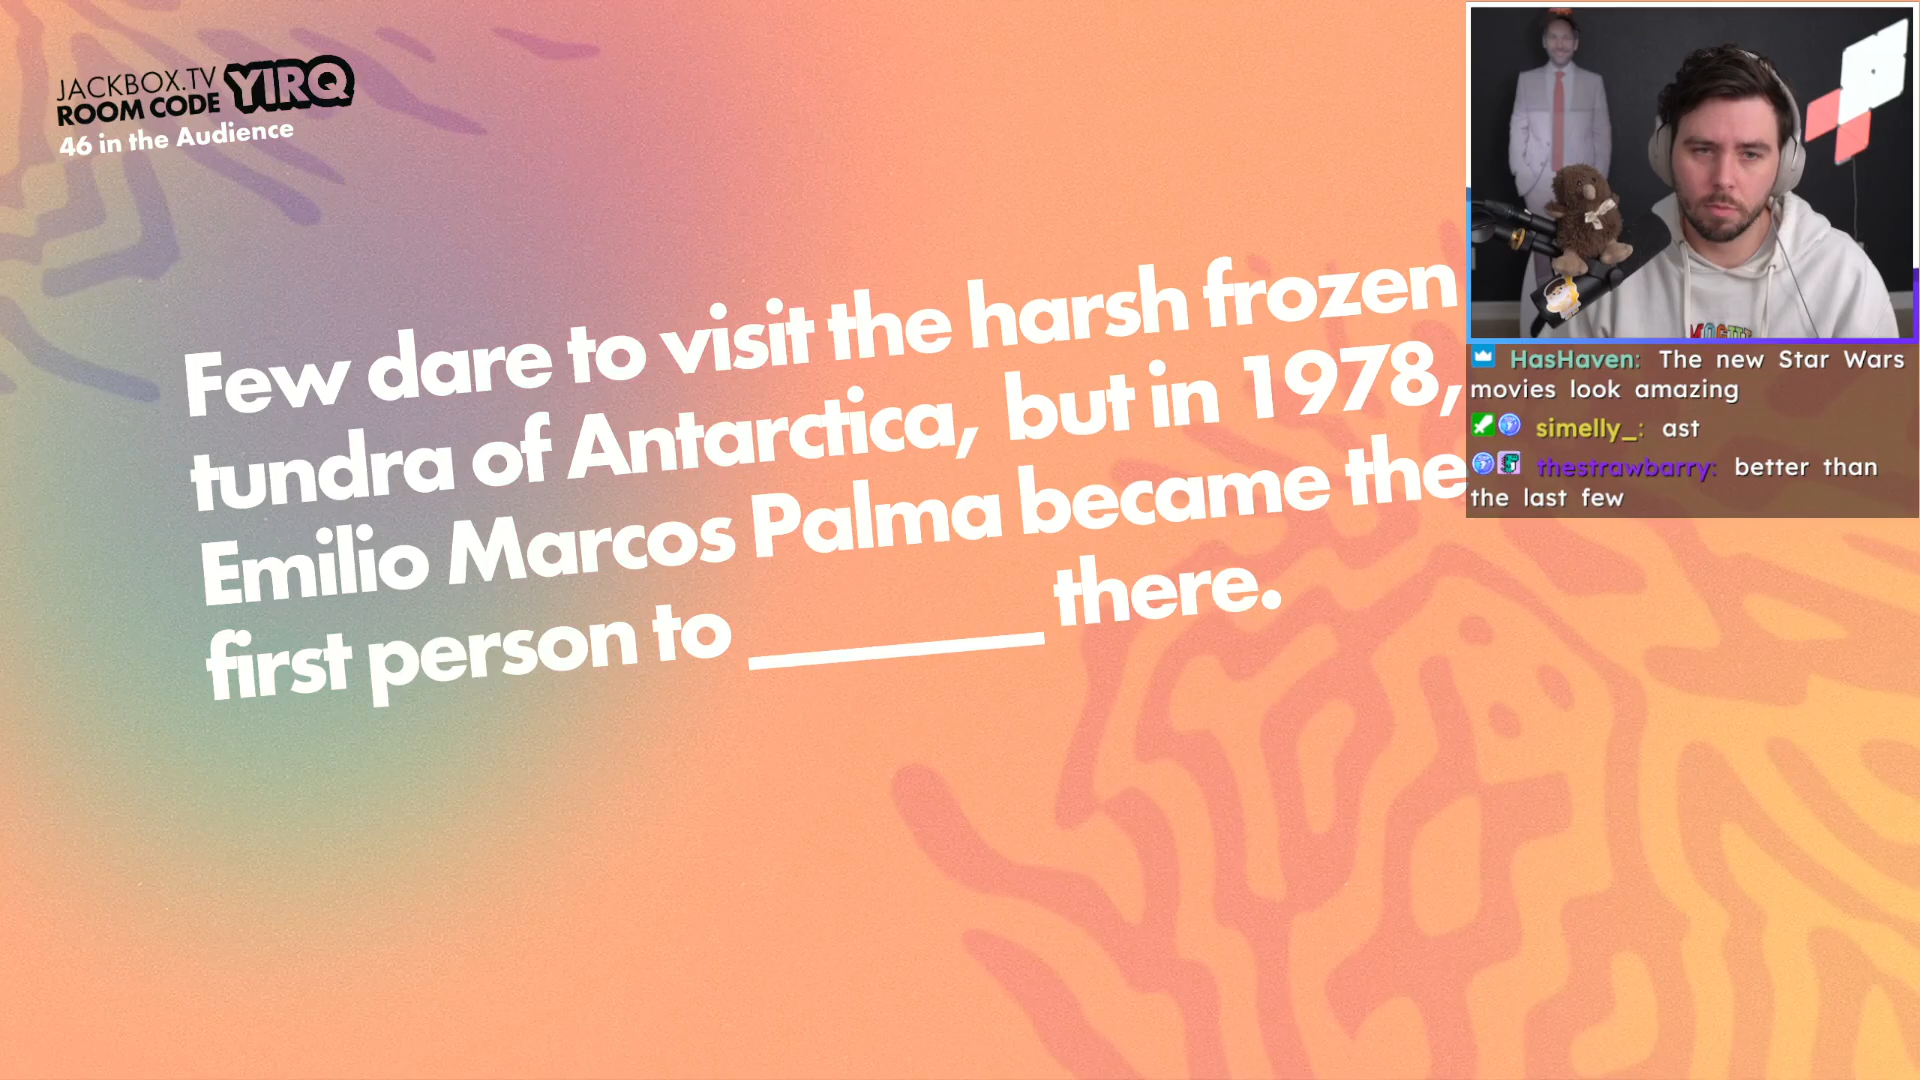 JACKBOX.TV
ROOM CODE YIRQ
46 in the Audience
Few dare to visit the harsh frozen
tundra of Antarctica, but in 1978,
Emilio Marcos Palma became the
first person to ________ there.
HasHaven: The new Star Wars
movies look amazing
simelly_: ast
thestrawbarry: better than
the last few